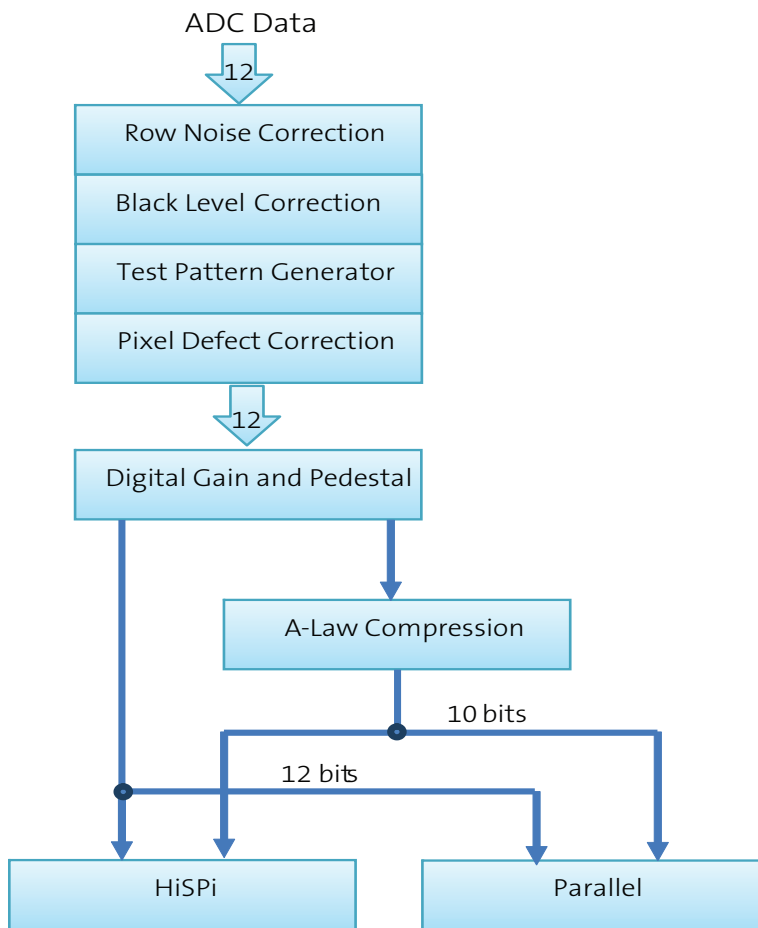 ADC Data
12
Row Noise Correction
Black Level Correction
Test Pattern Generator
Pixel Defect Correction
12
Digital Gain and Pedestal
A-Law Compression
10 bits
12 bits
HiSPi
Parallel